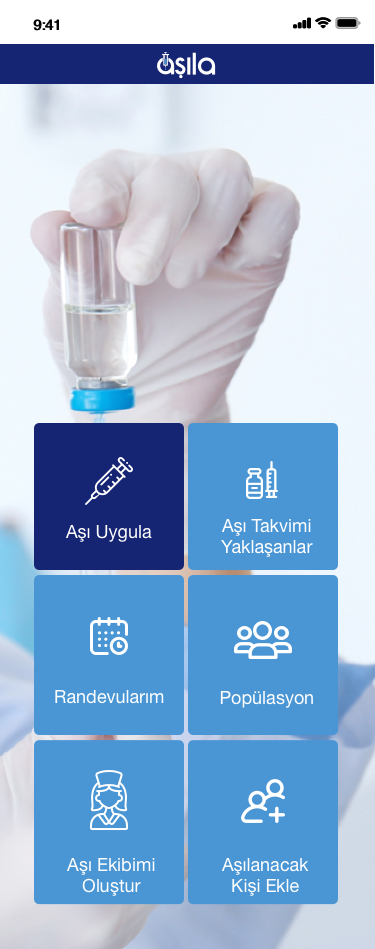 9:41
aşıla
Aşı Uygula
Aşı Takvimi
Yaklaşanlar
Randevularım
Popülasyon
Aşı Ekibimi
Oluştur
Aşılanacak
Kişi Ekle